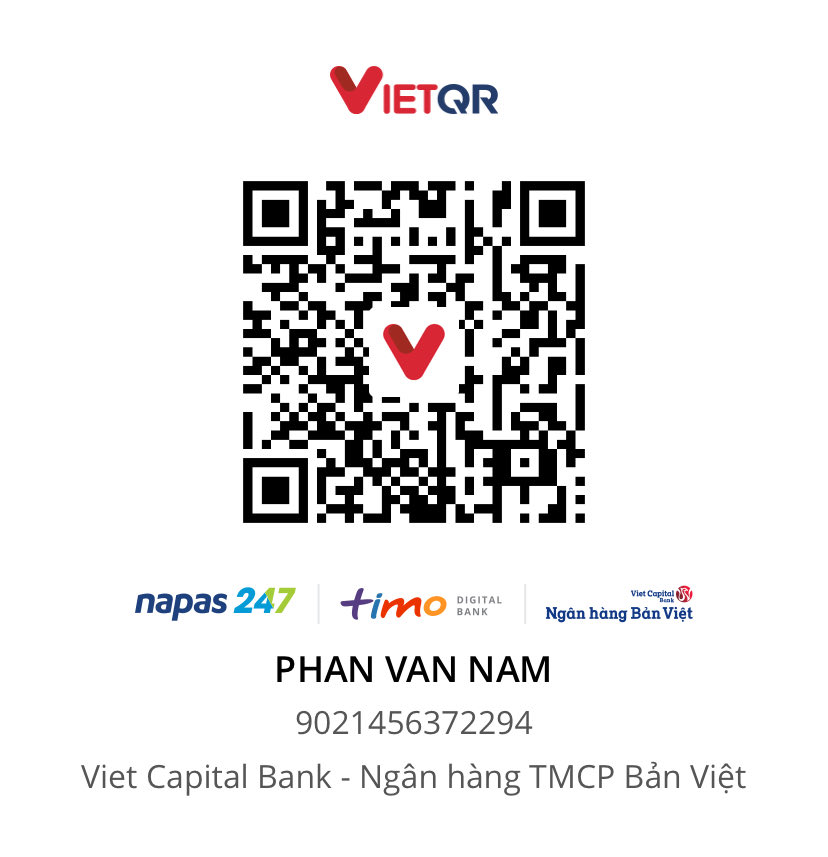 VIETQR
napas 247
timo DIGITAL BANK
Viet Capital Bank
Ngân hàng Bản Việt
PHAN VAN NAM
9021456372294
Viet Capital Bank - Ngân hàng TMCP Bản Việt